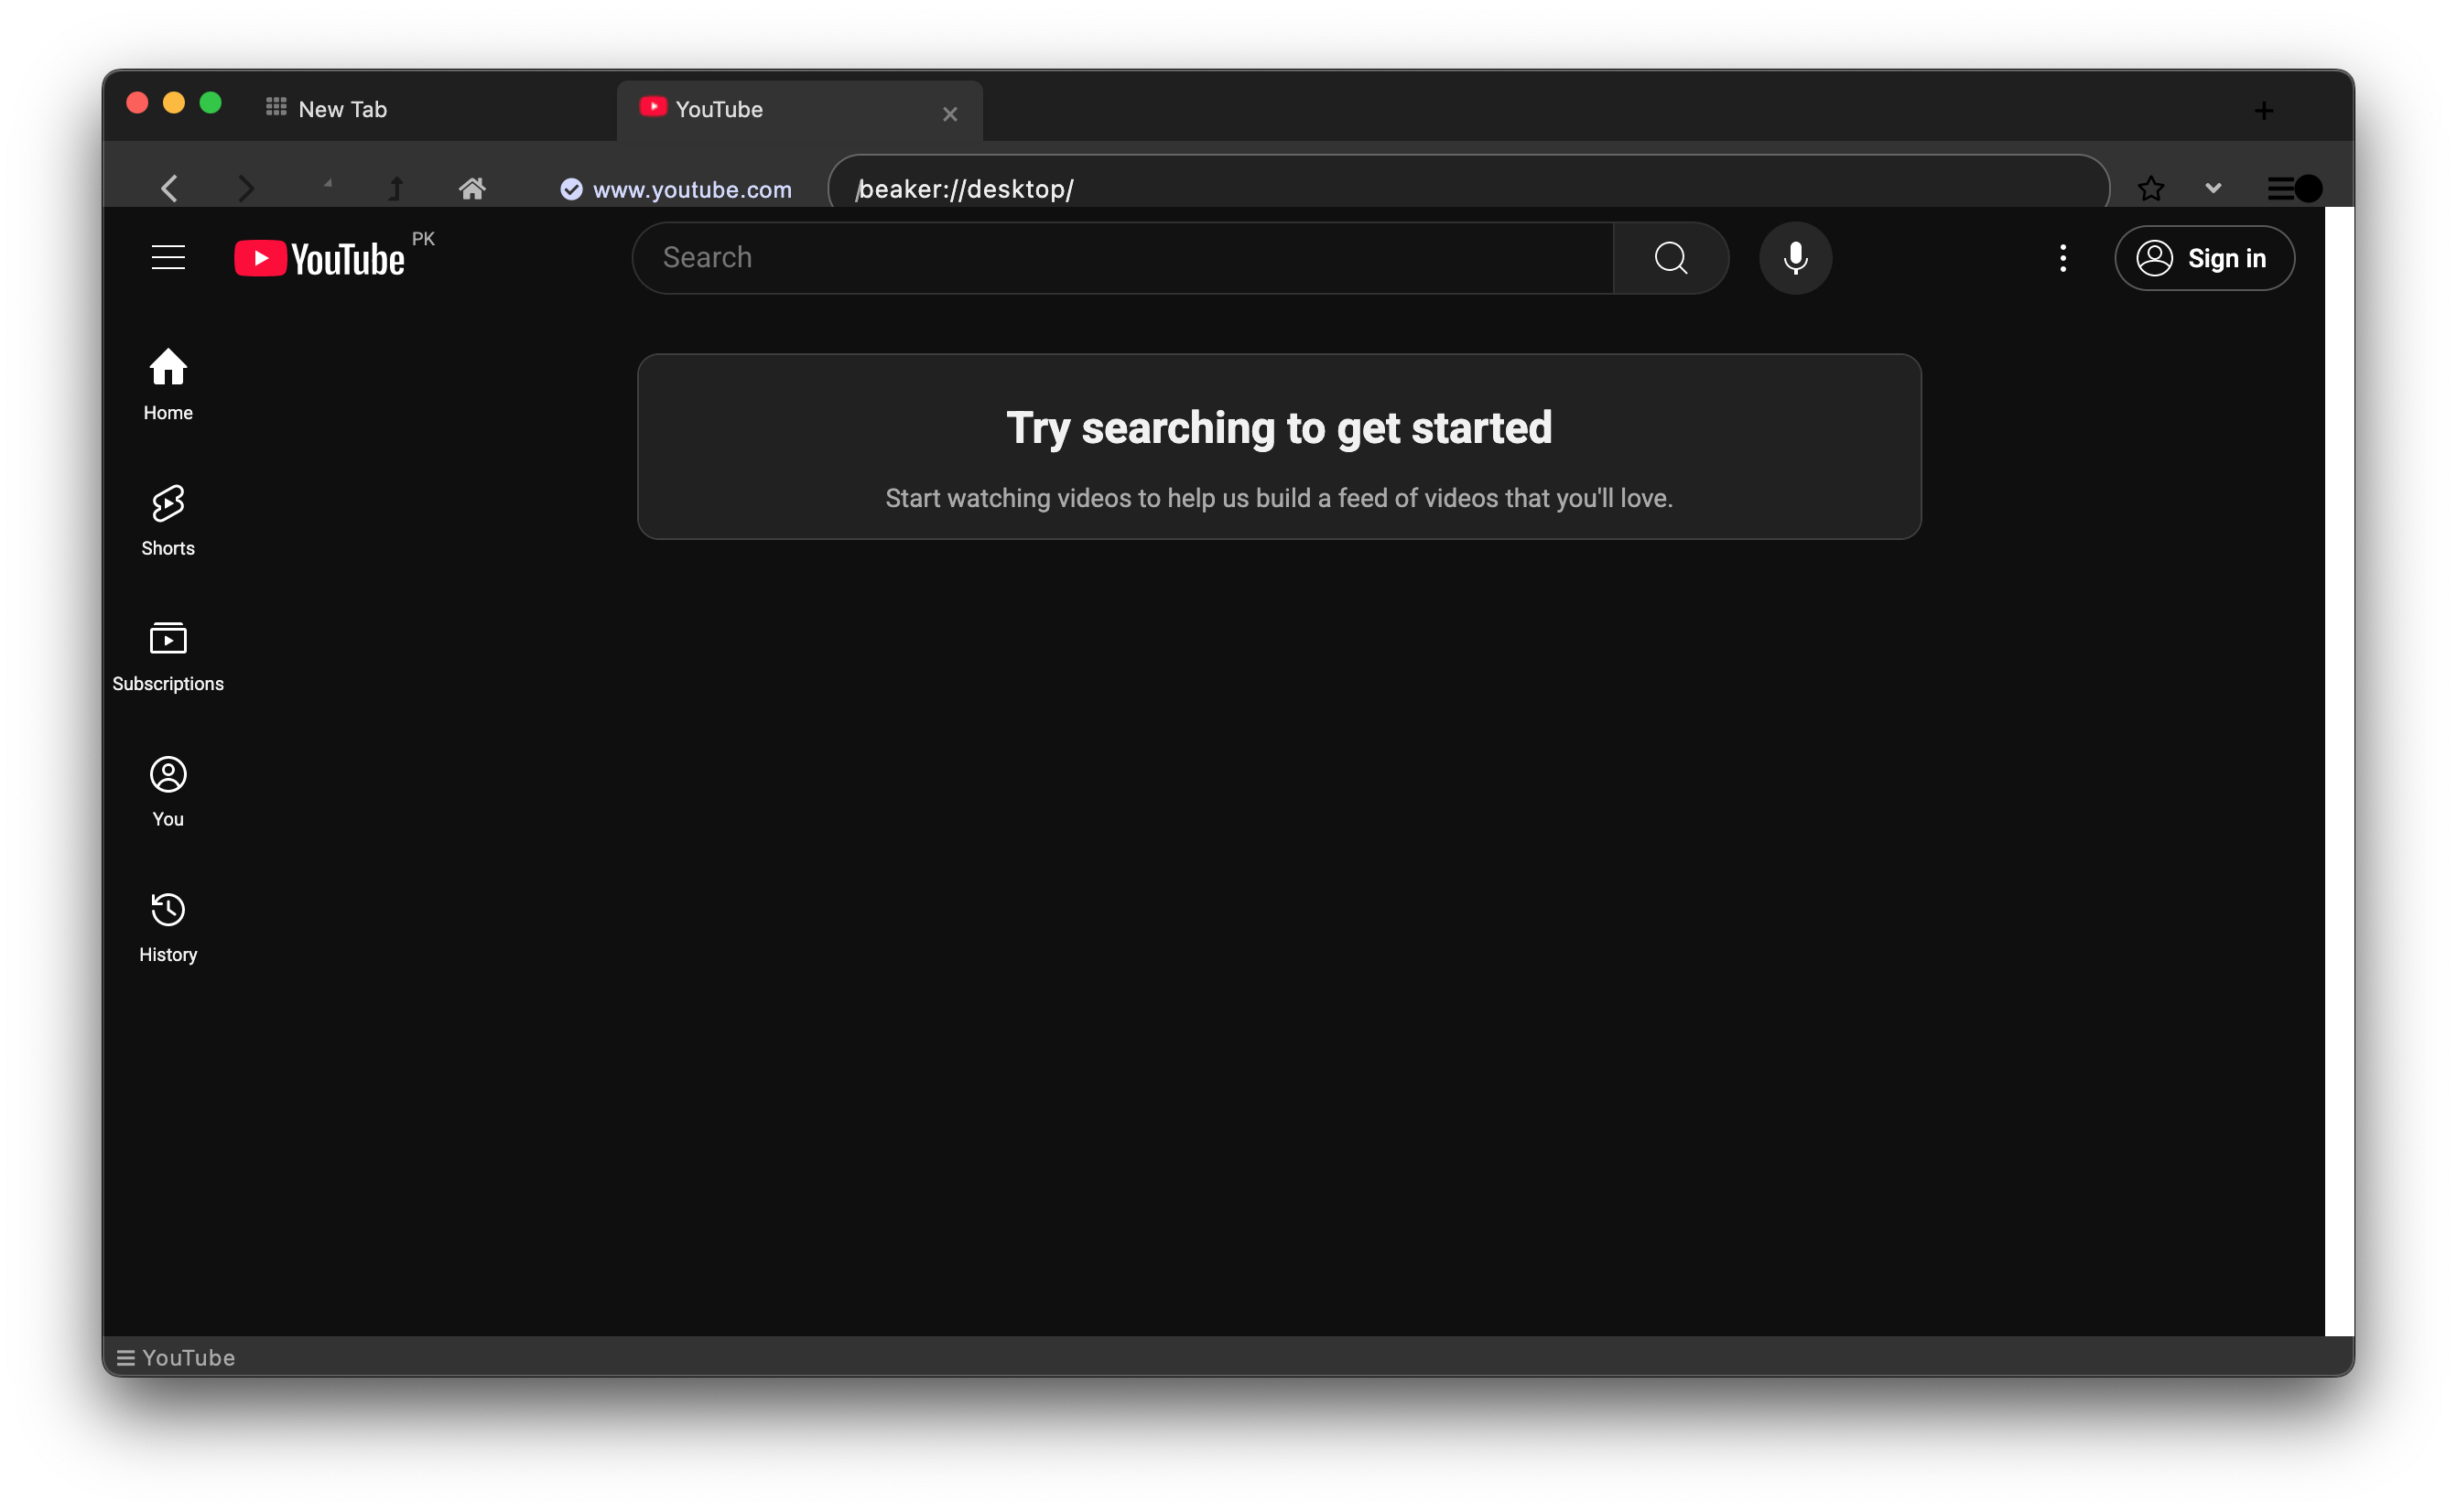 New Tab
YouTube
www.youtube.com
/beaker://desktop/
YouTube PK
Search
Sign in
Try searching to get started
Start watching videos to help us build a feed of videos that you'll love.
Home
Shorts
Subscriptions
You
History
YouTube